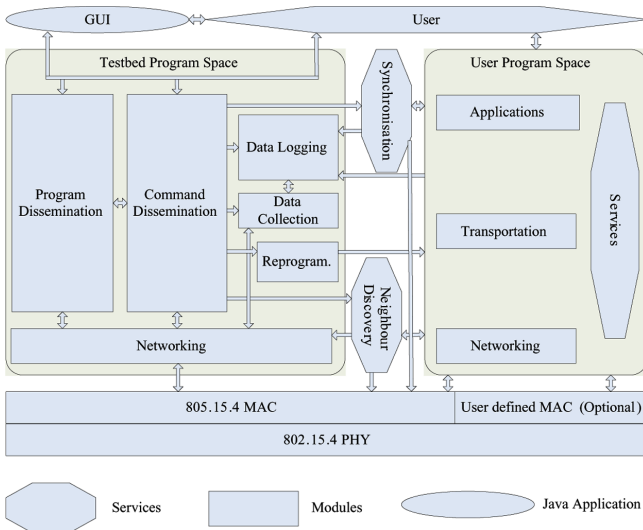 GUI
User
Testbed Program Space
Synchronisation
User Program Space
Applications
Data Logging
Program
Dissemination
Command
Dissemination
Data
Collection
Services
Transportation
Reprogram.
Neighbour
Discovery
Networking
Networking
805.15.4 MAC
User defined MAC (Optional)
802.15.4 PHY
Services
Modules
Java Application